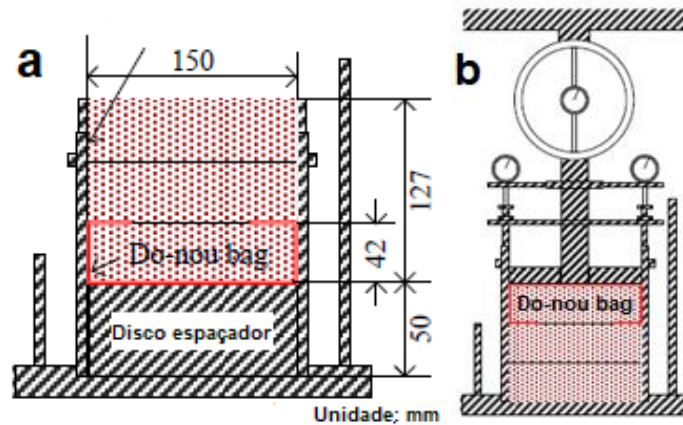 a
150
127
42
Do-nou bag
Disco espaçador
50
Unidade; mm
b
Do-nou bag